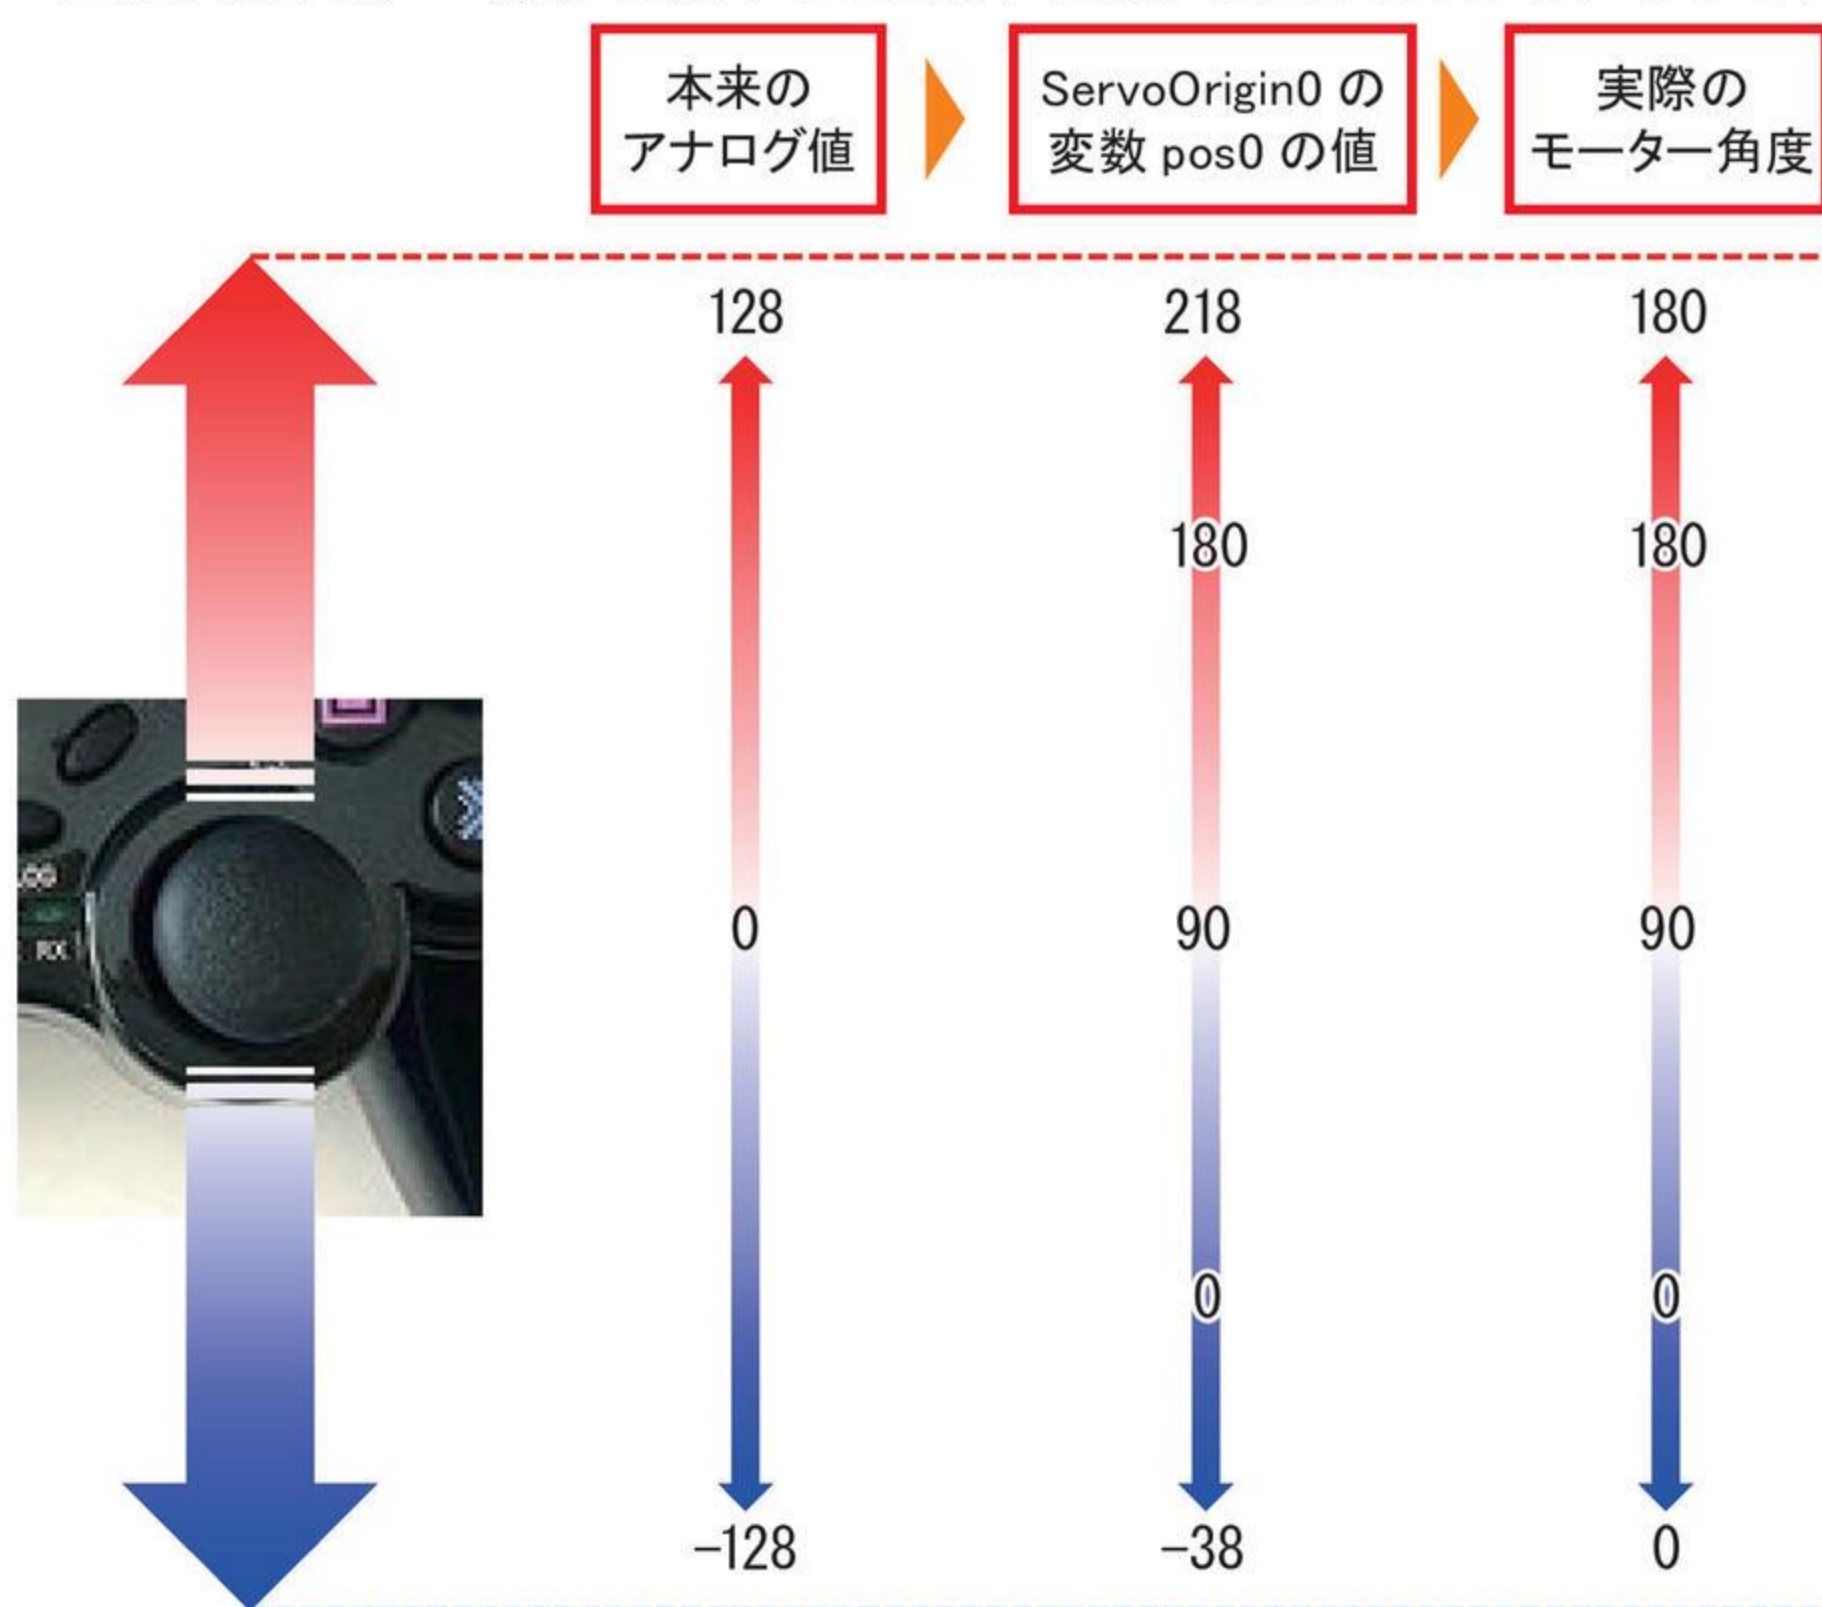 本来の
アナログ値
ServoOrigin0 の
変数 pos0 の値
実際の
モーター角度
128 218 180
180 180
0 90 90
RX
0 0
-128 -38 0